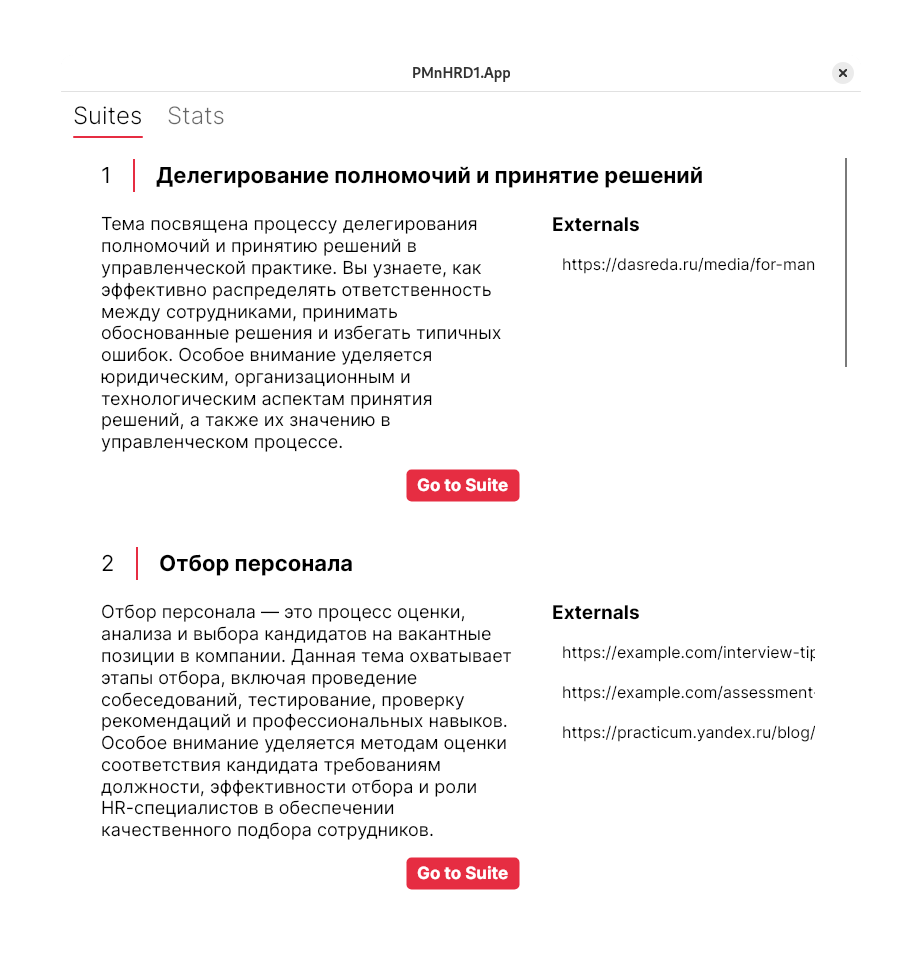 PMnHRD1.App
Suites Stats
1 Делегирование полномочий и принятие решений
Тема посвящена процессу делегирования
полномочий и принятию решений в
управленческой практике. Вы узнаете, как
эффективно распределять ответственность
между сотрудниками, принимать
обоснованные решения и избегать типичных
ошибок. Особое внимание уделяется
юридическим, организационным и
технологическим аспектам принятия
решений, а также их значению в
управленческом процессе.
Externals
https://dasreda.ru/media/for-man
Go to Suite
2 Отбор персонала
Отбор персонала — это процесс оценки,
анализа и выбора кандидатов на вакантные
позиции в компании. Данная тема охватывает
этапы отбора, включая проведение
собеседований, тестирование, проверку
рекомендаций и профессиональных навыков.
Особое внимание уделяется методам оценки
соответствия кандидата требованиям
должности, эффективности отбора и роли
HR-специалистов в обеспечении
качественного подбора сотрудников.
Externals
https://example.com/interview-tip
https://example.com/assessment-
https://practicum.yandex.ru/blog/
Go to Suite